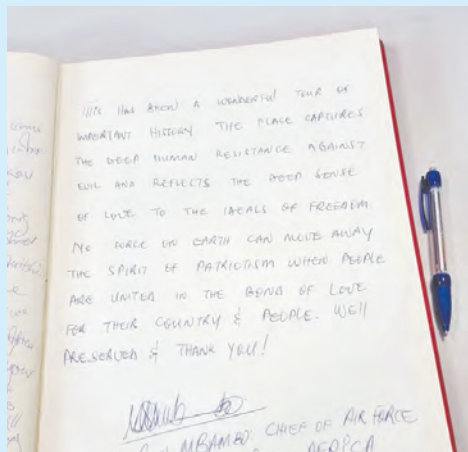 THIS HAS BEEN A WONDERFUL TOUR OF
IMPORTANT HISTORY THE PLACE CAPTURES
THE DEEP HUMAN RESISTANCE AGAINST
EVIL AND REFLECTS THE DEEP SENSE
OF LOVE TO THE IDEALS OF FREEDOM.
NO FORCE ON EARTH CAN MOVE AWAY
THE SPIRIT OF PATRIOTISM WHEN PEOPLE
ARE UNITED IN THE BOND OF LOVE
FOR THEIR COUNTRY & PEOPLE. WELL
PRESERVED & THANK YOU!
MBAMBO CHIEF OF AIR FORCE